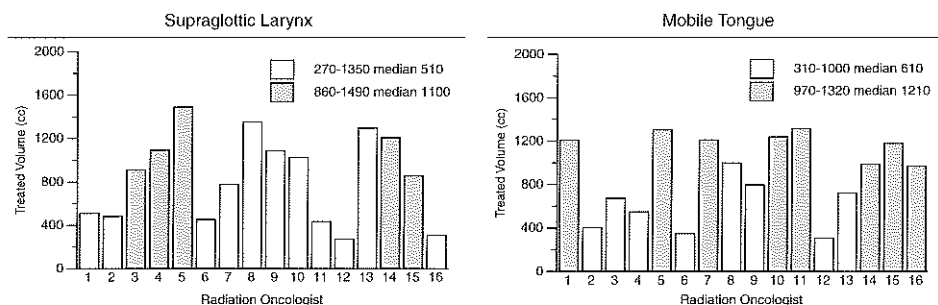 Supraglottic Larynx
2000
1600
1200
800
400
0
Treated Volume (cc)
270-1350 median 510
860-1490 median 1100
1 2 3 4 5 6 7 8 9 10 11 12 13 14 15 16
Radiation Oncologist
Mobile Tongue
2000
1600
1200
800
400
0
Treated Volume (cc)
310-1000 median 610
970-1320 median 1210
1 2 3 4 5 6 7 8 9 10 11 12 13 14 15 16
Radiation Oncologist